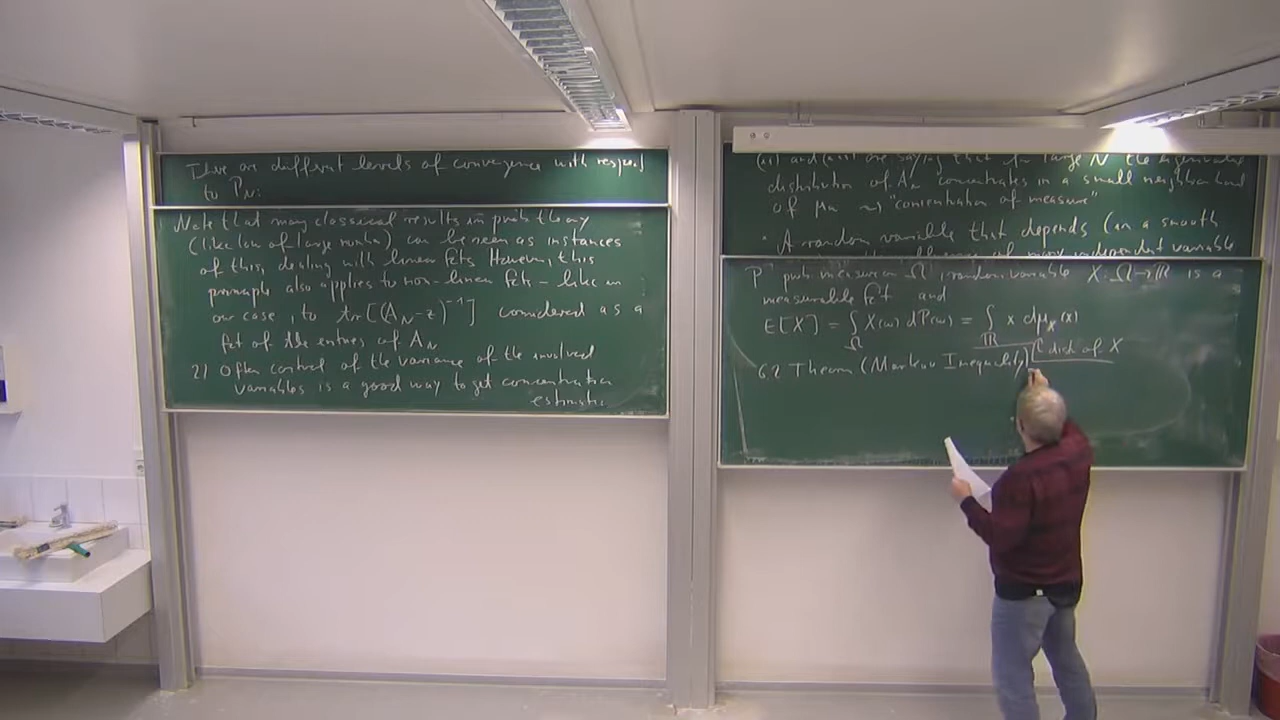 There are different levels of convergence with respect
to P_N:
Note that many classical results in prob. theory
(like law of large numbers) can be seen as instances
of this, dealing with linear fcts. However, this
principle also applies to non-linear fcts - like in
our case, to tr[(A_N-z)^{-1}] considered as a
fct of the entries of A_N
2) Often control of the variance of the involved
variables is a good way to get concentration
estimates
(ii) and (iii) are saying that for large N the eigenvalue
distribution of A_N concentrates in a small neighborhood
of μ_N ⇝ "concentration of measure"
· A random variable that depends (in a smooth
many independent variable
P prob. measure on Ω, random variable X: Ω→ℝ is a
measurable fct and
E[X] = ∫_Ω X(ω) dP(ω) = ∫_ℝ x dμ_X(x)
distr. of X
6.2 Theorem (Markov Inequality)